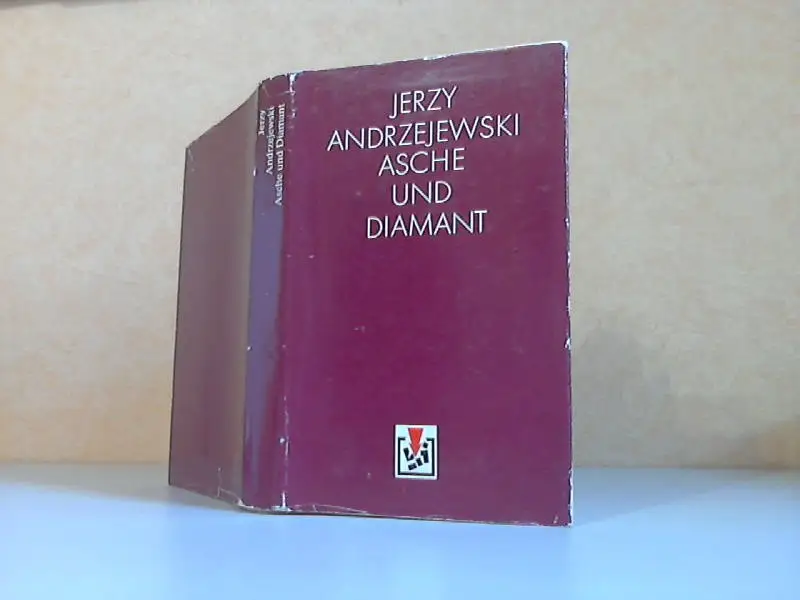 JERZY
ANDRZEJEWSKI
ASCHE
UND
DIAMANT
Jerzy
Andrzejewski
Asche und Diamant